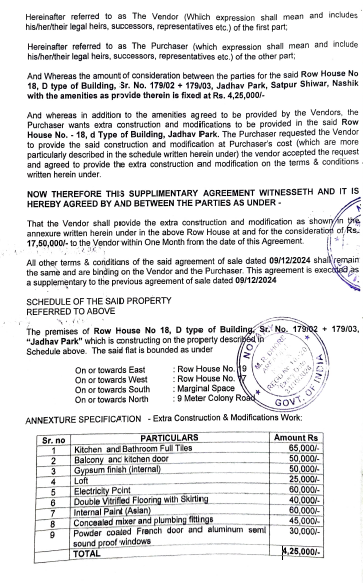 Hereinafter referred to as The Vendor (Which expression shall mean and includes
his/her/their legal heirs, successors, representatives etc.) of the first part;
Hereinafter referred to as The Purchaser (which expression shall mean and include
his/her/their legal heirs, successors, representatives etc.) of the other part;
And Whereas the amount of consideration between the parties for the said Row House No
18, D type of Building, Sr. No. 179/02 + 179/03, Jadhav Park, Satpur Shiwar, Nashik
with the amenities as provide therein is fixed at Rs. 4,25,000/-
And whereas in addition to the amenities agreed to be provided by the Vendors, the
Purchaser wants extra construction and modifications to be provided in the said Row
House No. - 18, d Type of Building, Jadhav Park. The Purchaser requested the Vendor
to provide the said construction and modification at Purchaser's cost (which are more
particularly described in the schedule written herein under) the vendor accepted the request
and agreed to provide the extra construction and modification on the terms & conditions
written herein under.
NOW THEREFORE THIS SUPPLIMENTARY AGREEMENT WITNESSETH AND IT IS
HEREBY AGREED BY AND BETWEEN THE PARTIES AS UNDER -
That the Vendor shall provide the extra construction and modification as shown in the
annexure written herein under in the above Row House at and for the consideration of Rs.
17,50,000/- to the Vendor within One Month from the date of this Agreement.
All other terms & conditions of the said agreement of sale dated 09/12/2024 shall remain
the same and are binding on the Vendor and the Purchaser. This agreement is executed as
a supplementary to the previous agreement of sale dated 09/12/2024
SCHEDULE OF THE SAID PROPERTY
REFERRED TO ABOVE
The premises of Row House No 18, D type of Building, Sr. No. 179/02 + 179/03,
"Jadhav Park" which is constructing on the property described in
Schedule above. The said flat is bounded as under
On or towards East : Row House No. 19
On or towards West : Row House No. 17
On or towards South : Marginal Space
On or towards North : 9 Meter Colony Road
GOVT. OF INDIA
ANNEXTURE SPECIFICATION - Extra Construction & Modifications Work:
Sr. no PARTICULARS Amount Rs
1 Kitchen and Bathroom Full Tiles 65,000/-
2 Balcony and kitchen door 50,000/-
3 Gypsum finish (internal) 50,000/-
4 Loft 25,000/-
5 Electricity Point 60,000/-
6 Double Vitrified Flooring with Skirting 40,000/-
7 Internal Paint (Asian) 60,000/-
8 Concealed mixer and plumbing fittings 45,000/-
9 Powder coated French door and aluminum semi 30,000/-
sound proof windows
TOTAL 4,25,000/-